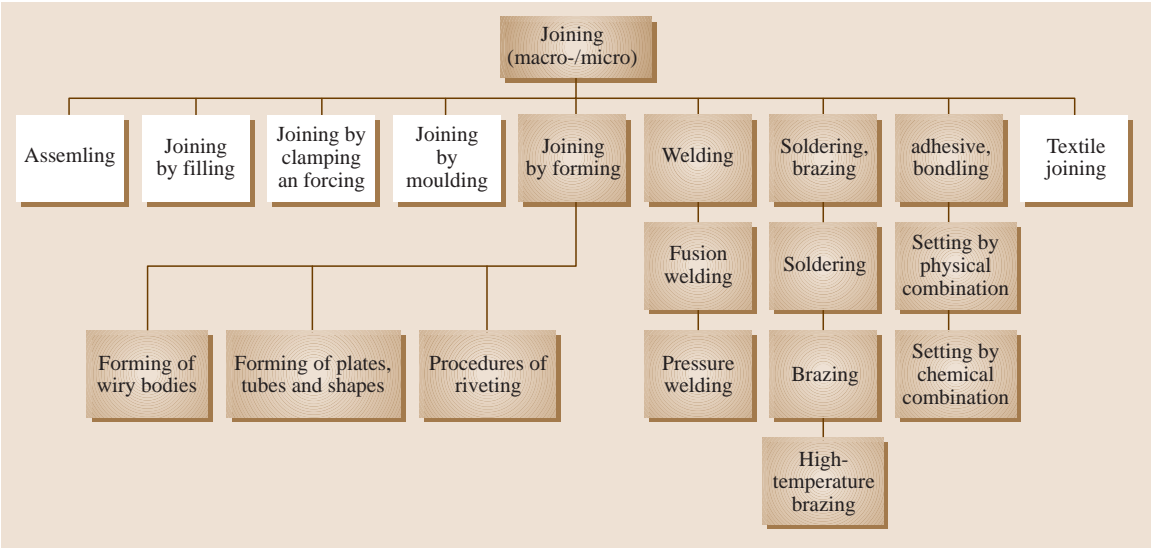 Joining
(macro-/micro)
Assemling
Joining
by filling
Joining by
clamping
an forcing
Joining
by
moulding
Joining
by forming
Welding
Soldering,
brazing
adhesive,
bondling
Textile
joining
Fusion
welding
Soldering
Setting by
physical
combination
Forming of
wiry bodies
Forming of plates,
tubes and shapes
Procedures of
riveting
Pressure
welding
Brazing
Setting by
chemical
combination
High-
temperature
brazing